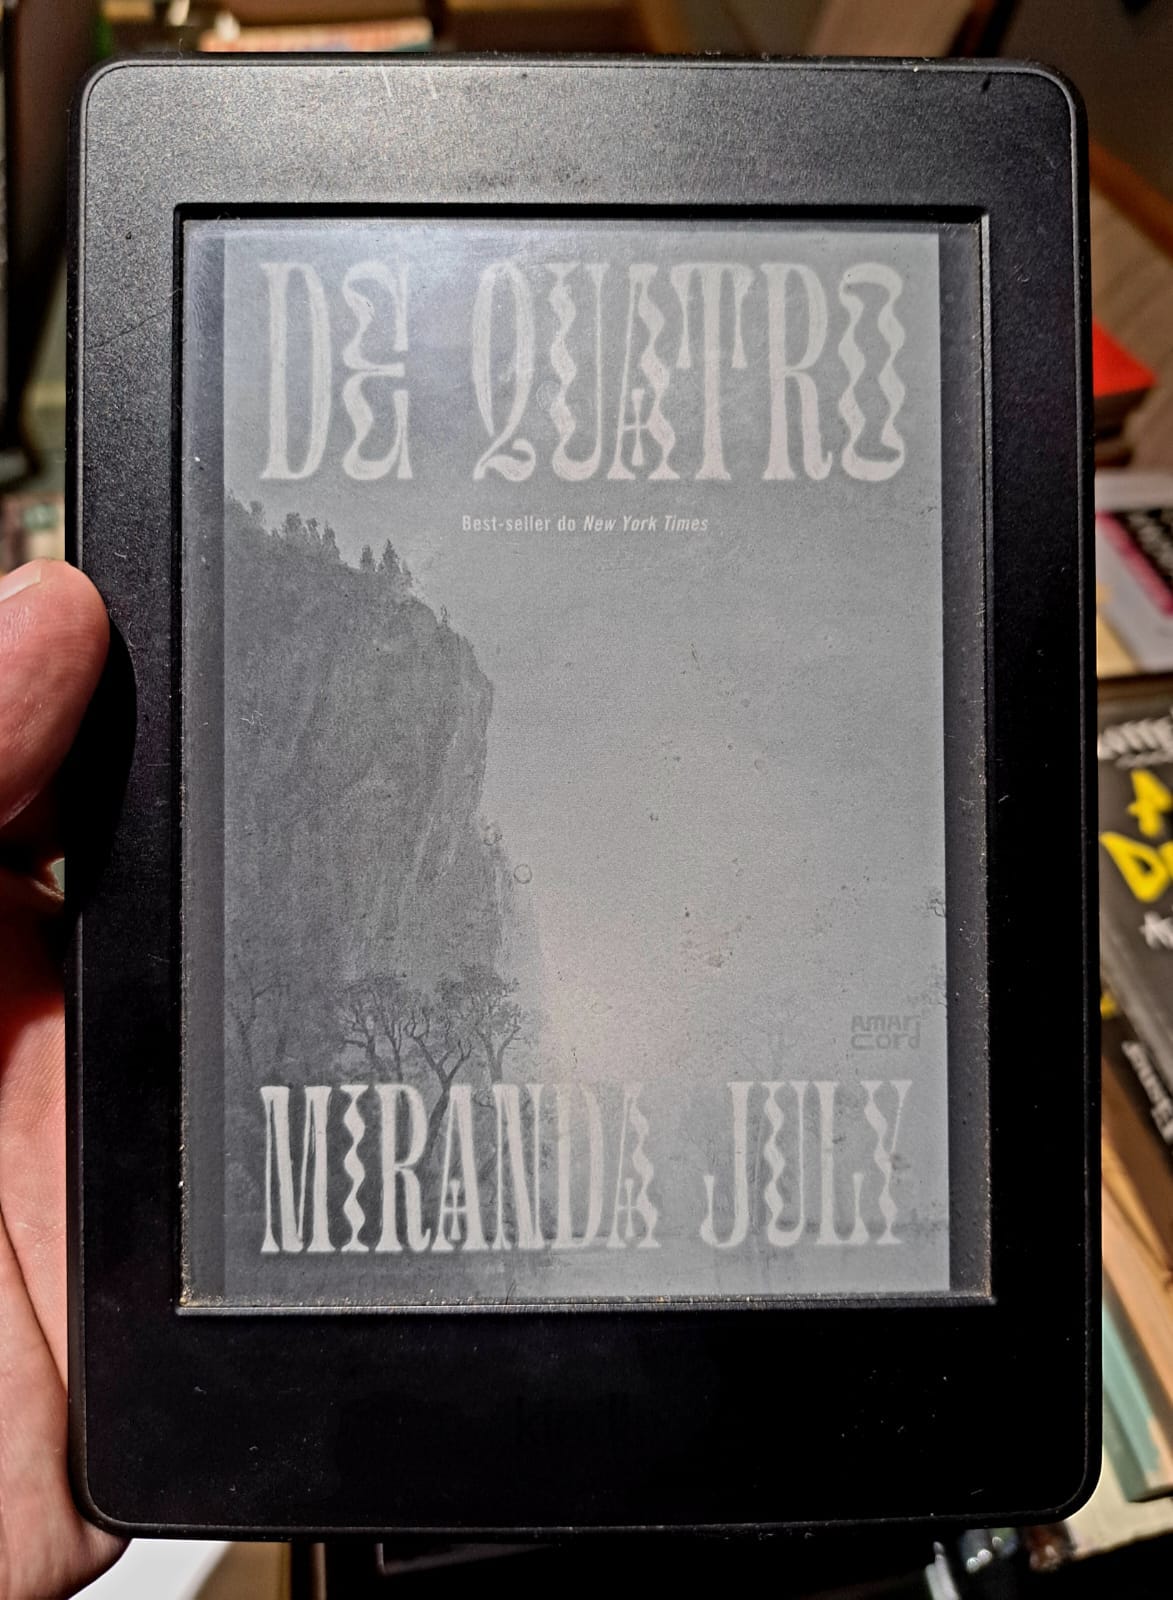 DE QUATRO
Best-seller do New York Times
AMAR
CORD
MIRANDA JULY